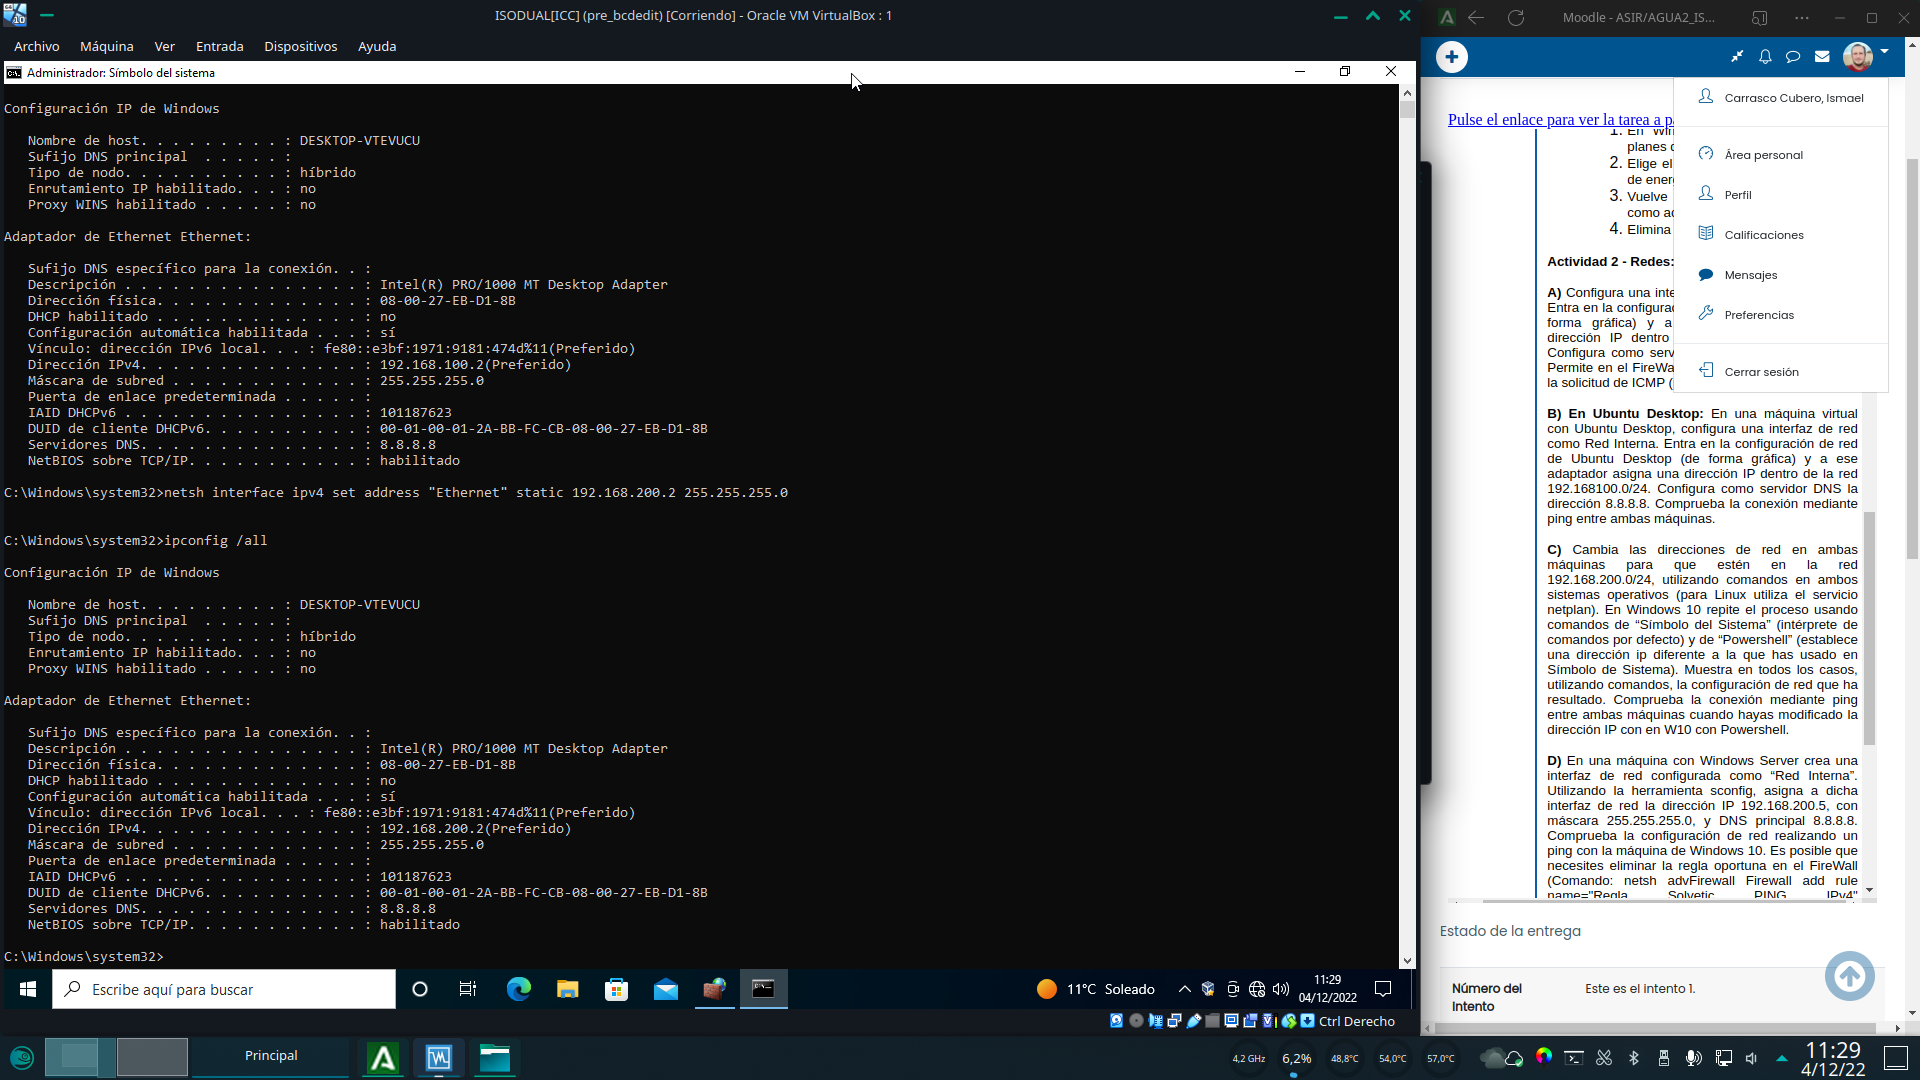 ISODUAL[ICC] (pre_bcdedit) [Corriendo] - Oracle VM VirtualBox : 1
Archivo Máquina Ver Entrada Dispositivos Ayuda
Administrador: Símbolo del sistema
Configuración IP de Windows
Nombre de host. . . . . . . . . : DESKTOP-VTEVUCU
Sufijo DNS principal  . . . . . :
Tipo de nodo. . . . . . . . . . : híbrido
Enrutamiento IP habilitado. . . : no
Proxy WINS habilitado . . . . . : no
Adaptador de Ethernet Ethernet:
Sufijo DNS específico para la conexión. . :
Descripción . . . . . . . . . . . . . . . : Intel(R) PRO/1000 MT Desktop Adapter
Dirección física. . . . . . . . . . . . . : 08-00-27-EB-D1-8B
DHCP habilitado . . . . . . . . . . . . . : no
Configuración automática habilitada . . . : sí
Vínculo: dirección IPv6 local. . . : fe80::e3bf:1971:9181:474d%11(Preferido)
Dirección IPv4. . . . . . . . . . . . . . : 192.168.100.2(Preferido)
Máscara de subred . . . . . . . . . . . . : 255.255.255.0
Puerta de enlace predeterminada . . . . . :
IAID DHCPv6 . . . . . . . . . . . . . . . : 101187623
DUID de cliente DHCPv6. . . . . . . . . . : 00-01-00-01-2A-BB-FC-CB-08-00-27-EB-D1-8B
Servidores DNS. . . . . . . . . . . . . . : 8.8.8.8
NetBIOS sobre TCP/IP. . . . . . . . . . . : habilitado
C:\Windows\system32>netsh interface ipv4 set address "Ethernet" static 192.168.200.2 255.255.255.0
C:\Windows\system32>ipconfig /all
Configuración IP de Windows
Nombre de host. . . . . . . . . : DESKTOP-VTEVUCU
Sufijo DNS principal  . . . . . :
Tipo de nodo. . . . . . . . . . : híbrido
Enrutamiento IP habilitado. . . : no
Proxy WINS habilitado . . . . . : no
Adaptador de Ethernet Ethernet:
Sufijo DNS específico para la conexión. . :
Descripción . . . . . . . . . . . . . . . : Intel(R) PRO/1000 MT Desktop Adapter
Dirección física. . . . . . . . . . . . . : 08-00-27-EB-D1-8B
DHCP habilitado . . . . . . . . . . . . . : no
Configuración automática habilitada . . . : sí
Vínculo: dirección IPv6 local. . . : fe80::e3bf:1971:9181:474d%11(Preferido)
Dirección IPv4. . . . . . . . . . . . . . : 192.168.200.2(Preferido)
Máscara de subred . . . . . . . . . . . . : 255.255.255.0
Puerta de enlace predeterminada . . . . . :
IAID DHCPv6 . . . . . . . . . . . . . . . : 101187623
DUID de cliente DHCPv6. . . . . . . . . . : 00-01-00-01-2A-BB-FC-CB-08-00-27-EB-D1-8B
Servidores DNS. . . . . . . . . . . . . . : 8.8.8.8
NetBIOS sobre TCP/IP. . . . . . . . . . . : habilitado
C:\Windows\system32>
Escribe aquí para buscar
11°C Soleado
11:29
04/12/2022
Ctrl Derecho
Moodle - ASIR/AGUA2_IS...
Carrasco Cubero, Ismael
Área personal
Perfil
Calificaciones
Mensajes
Preferencias
Cerrar sesión
Pulse el enlace para ver la tarea a p
1. En Win
planes d
2. Elige el
de ener
3. Vuelve
como ac
4. Elimina
Actividad 2 - Redes:
A) Configura una inte
Entra en la configurac
forma gráfica) y a
dirección IP dentro
Configura como serv
Permite en el FireWa
la solicitud de ICMP (
B) En Ubuntu Desktop: En una máquina virtual
con Ubuntu Desktop, configura una interfaz de red
como Red Interna. Entra en la configuración de red
de Ubuntu Desktop (de forma gráfica) y a ese
adaptador asigna una dirección IP dentro de la red
192.168100.0/24. Configura como servidor DNS la
dirección 8.8.8.8. Comprueba la conexión mediante
ping entre ambas máquinas.
C) Cambia las direcciones de red en ambas
máquinas para que estén en la red
192.168.200.0/24, utilizando comandos en ambos
sistemas operativos (para Linux utiliza el servicio
netplan). En Windows 10 repite el proceso usando
comandos de “Símbolo del Sistema” (intérprete de
comandos por defecto) y de “Powershell” (establece
una dirección ip diferente a la que has usado en
Símbolo de Sistema). Muestra en todos los casos,
utilizando comandos, la configuración de red que ha
resultado. Comprueba la conexión mediante ping
entre ambas máquinas cuando hayas modificado la
dirección IP con en W10 con Powershell.
D) En una máquina con Windows Server crea una
interfaz de red configurada como “Red Interna”.
Utilizando la herramienta sconfig, asigna a dicha
interfaz de red la dirección IP 192.168.200.5, con
máscara 255.255.255.0, y DNS principal 8.8.8.8.
Comprueba la configuración de red realizando un
ping con la máquina de Windows 10. Es posible que
necesites eliminar la regla oportuna en el FireWall
(Comando: netsh advFirewall Firewall add rule
name="Regla Solvetic PING IPv4"
Estado de la entrega
Número del
Intento
Este es el intento 1.
Principal
4,2 GHz
6,2%
48,8°C
54,0°C
57,0°C
11:29
4/12/22